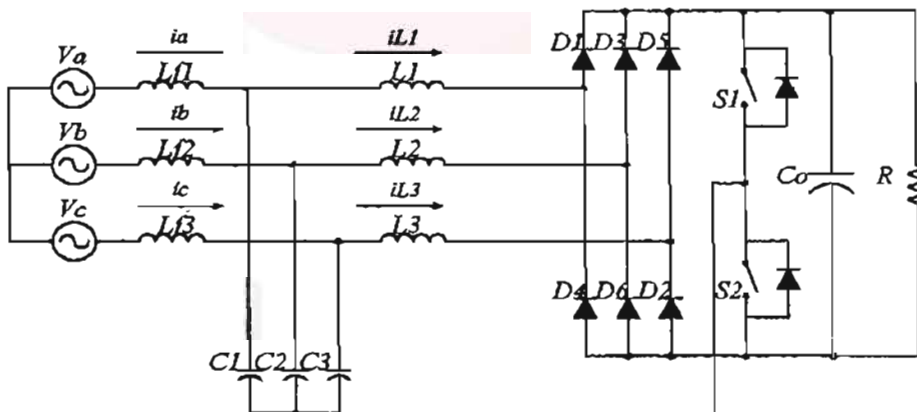 ia iL1 D1 D3 D5
Va Lf1 L1
S1
ib iL2
Vb Lf2 L2
Co R
ic iL3
Vc Lf3 L3
S2
D4 D6 D2
C1 C2 C3